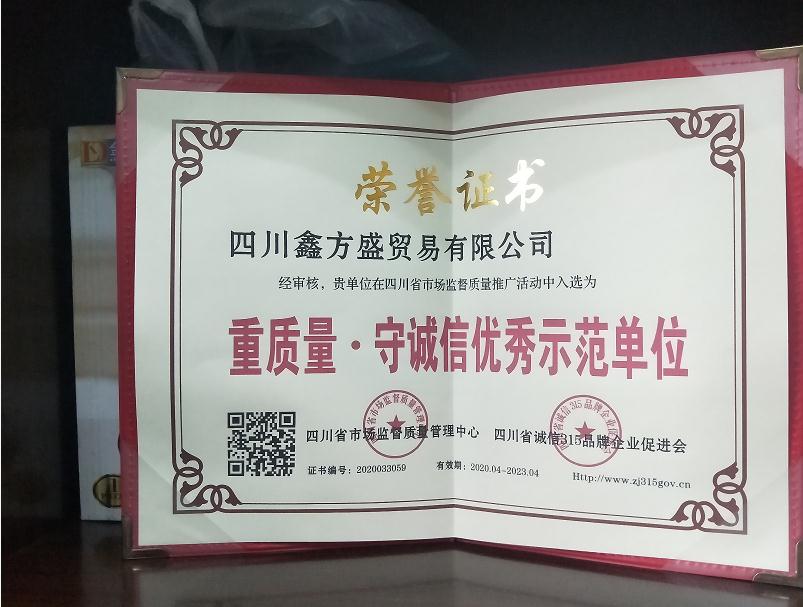 荣誉证书
四川鑫方盛贸易有限公司
经审核，贵单位在四川省市场监督质量推广活动中入选为
重质量·守诚信优秀示范单位
四川省市场监督质量管理中心 四川省诚信315品牌企业促进会
证书编号：2020033059 有效期：2020.04-2023.04
Http://www.zj315gov.cn